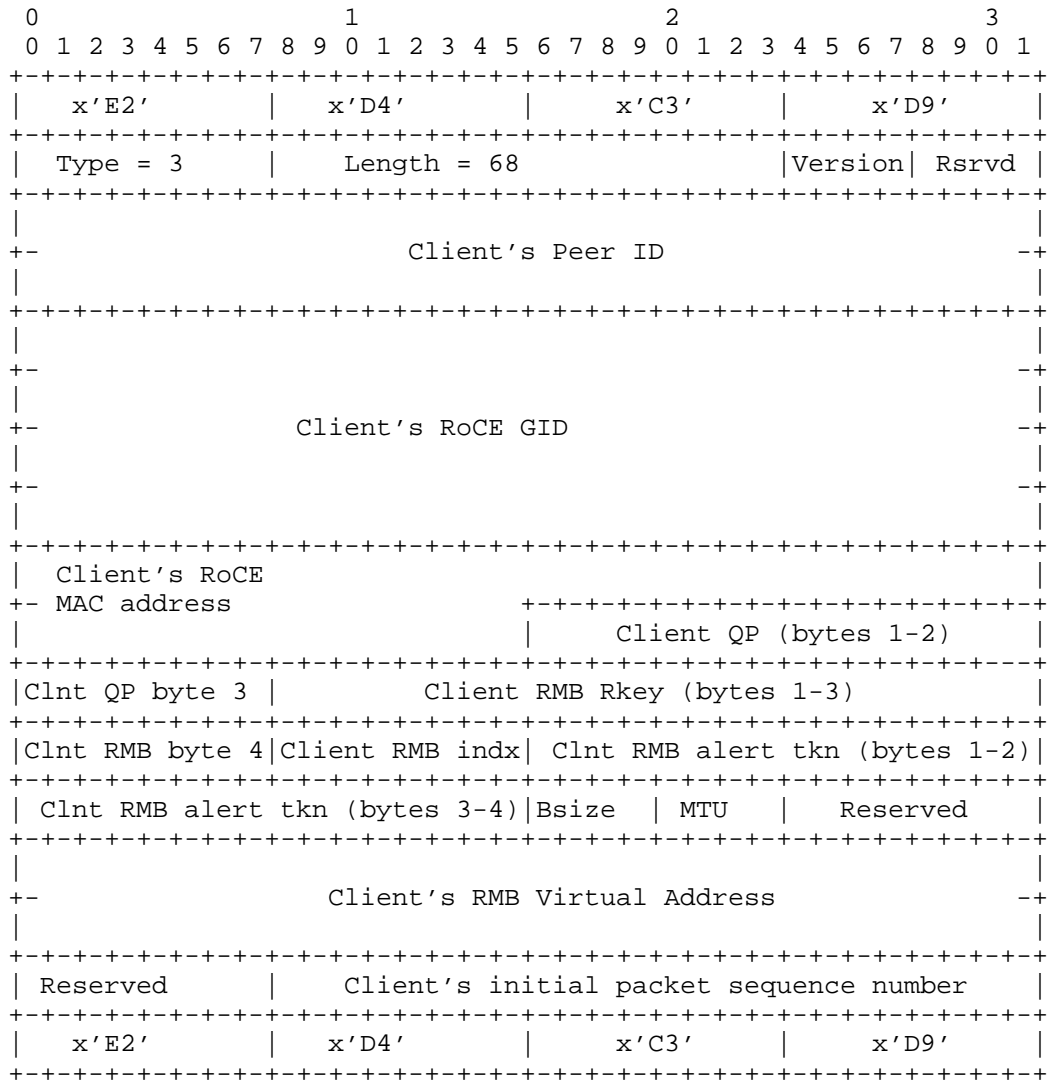 0 1 2 3
0 1 2 3 4 5 6 7 8 9 0 1 2 3 4 5 6 7 8 9 0 1 2 3 4 5 6 7 8 9 0 1
+-+-+-+-+-+-+-+-+-+-+-+-+-+-+-+-+-+-+-+-+-+-+-+-+-+-+-+-+-+-+-+-+
| x'E2' | x'D4' | x'C3' | x'D9' |
+-+-+-+-+-+-+-+-+-+-+-+-+-+-+-+-+-+-+-+-+-+-+-+-+-+-+-+-+-+-+-+-+
| Type = 3 | Length = 68 |Version| Rsrvd |
+-+-+-+-+-+-+-+-+-+-+-+-+-+-+-+-+-+-+-+-+-+-+-+-+-+-+-+-+-+-+-+-+
| |
+- Client's Peer ID -+
| |
+-+-+-+-+-+-+-+-+-+-+-+-+-+-+-+-+-+-+-+-+-+-+-+-+-+-+-+-+-+-+-+-+
| |
+- -+
| |
+- Client's RoCE GID -+
| |
+- -+
| |
+-+-+-+-+-+-+-+-+-+-+-+-+-+-+-+-+-+-+-+-+-+-+-+-+-+-+-+-+-+-+-+-+
| Client's RoCE |
+- MAC address +-+-+-+-+-+-+-+-+-+-+-+-+-+-+-+-+
| | Client QP (bytes 1-2) |
+-+-+-+-+-+-+-+-+-+-+-+-+-+-+-+-+-+-+-+-+-+-+-+-+-+-+-+-+-+-+---+
|Clnt QP byte 3 | Client RMB Rkey (bytes 1-3) |
+-+-+-+-+-+-+-+-+-+-+-+-+-+-+-+-+-+-+-+-+-+-+-+-+-+-+-+-+-+-+-+-+
|Clnt RMB byte 4|Client RMB indx| Clnt RMB alert tkn (bytes 1-2)|
+-+-+-+-+-+-+-+-+-+-+-+-+-+-+-+-+-+-+-+-+-+-+-+-+-+-+-+-+-+-+-+-+
| Clnt RMB alert tkn (bytes 3-4)|Bsize | MTU | Reserved |
+-+-+-+-+-+-+-+-+-+-+-+-+-+-+-+-+-+-+-+-+-+-+-+-+-+-+-+-+-+-+-+-+
| |
+- Client's RMB Virtual Address -+
| |
+-+-+-+-+-+-+-+-+-+-+-+-+-+-+-+-+-+-+-+-+-+-+-+-+-+-+-+-+-+-+-+-+
| Reserved | Client's initial packet sequence number |
+-+-+-+-+-+-+-+-+-+-+-+-+-+-+-+-+-+-+-+-+-+-+-+-+-+-+-+-+-+-+-+-+
| x'E2' | x'D4' | x'C3' | x'D9' |
+-+-+-+-+-+-+-+-+-+-+-+-+-+-+-+-+-+-+-+-+-+-+-+-+-+-+-+-+-+-+-+-+